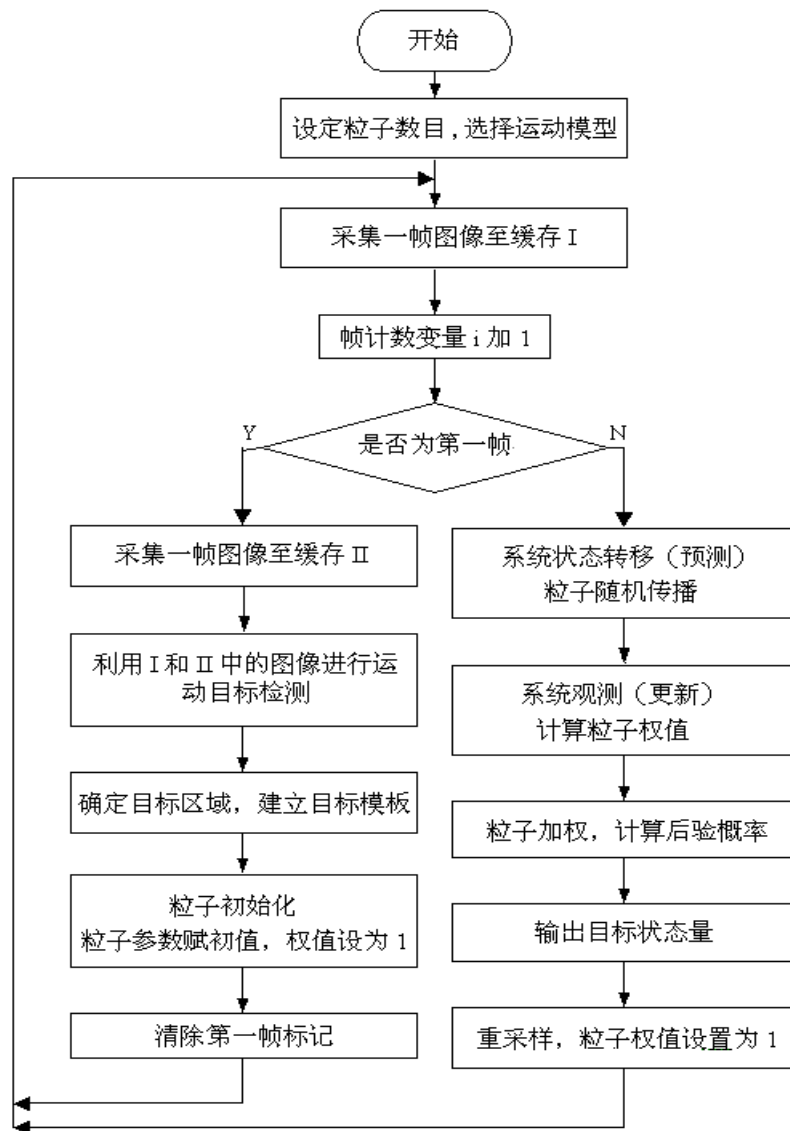 开始
设定粒子数目,选择运动模型
采集一帧图像至缓存 I
帧计数变量 i 加 1
是否为第一帧
Y
N
采集一帧图像至缓存 II
利用 I 和 II 中的图像进行运
动目标检测
确定目标区域，建立目标模板
粒子初始化
粒子参数赋初值，权值设为 1
清除第一帧标记
系统状态转移（预测）
粒子随机传播
系统观测（更新）
计算粒子权值
粒子加权，计算后验概率
输出目标状态量
重采样，粒子权值设置为 1